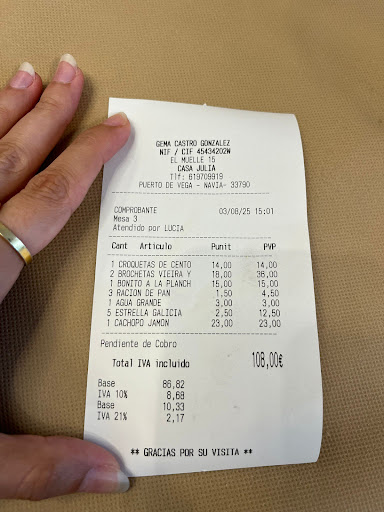 GEMA CASTRO GONZALEZ
NIF / CIF 45434202W
EL MUELLE 15
CASA JULIA
Tlf: 619709919
PUERTO DE VEGA - NAVIA- 33790
COMPROBANTE 03/08/25 15:01
Mesa 3
Atendido por LUCIA
Cant Articulo Punit PVP
1 CROQUETAS DE CENTO 14,00 14,00
2 BROCHETAS VIEIRA Y 18,00 36,00
1 BONITO A LA PLANCH 15,00 15,00
3 RACION DE PAN 1,50 4,50
1 AGUA GRANDE 3,00 3,00
5 ESTRELLA GALICIA 2,50 12,50
1 CACHOPO JAMON 23,00 23,00
Pendiente de Cobro
Total IVA incluido 108,00€
Base 86,82
IVA 10% 8,68
Base 10,33
IVA 21% 2,17
** GRACIAS POR SU VISITA **